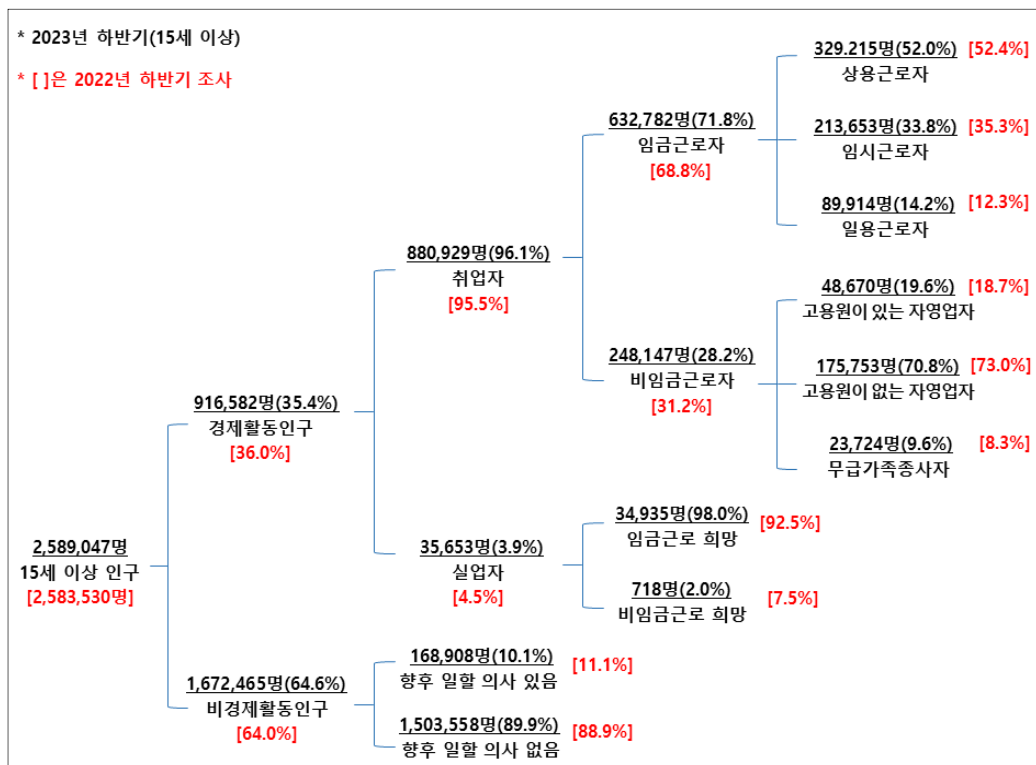 * 2023년 하반기(15세 이상)
* [ ]은 2022년 하반기 조사
329.215명(52.0%) [52.4%]
상용근로자
632,782명(71.8%)
임금근로자
[68.8%]
213,653명(33.8%) [35.3%]
임시근로자
89,914명(14.2%) [12.3%]
일용근로자
880,929명(96.1%)
취업자
[95.5%]
48,670명(19.6%) [18.7%]
고용원이 있는 자영업자
248,147명(28.2%)
비임금근로자
[31.2%]
175,753명(70.8%) [73.0%]
고용원이 없는 자영업자
23,724명(9.6%) [8.3%]
무급가족종사자
916,582명(35.4%)
경제활동인구
[36.0%]
34,935명(98.0%) [92.5%]
임금근로 희망
35,653명(3.9%)
실업자
[4.5%]
718명(2.0%) [7.5%]
비임금근로 희망
2,589,047명
15세 이상 인구
[2,583,530명]
168,908명(10.1%) [11.1%]
향후 일할 의사 있음
1,672,465명(64.6%)
비경제활동인구
[64.0%]
1,503,558명(89.9%) [88.9%]
향후 일할 의사 없음